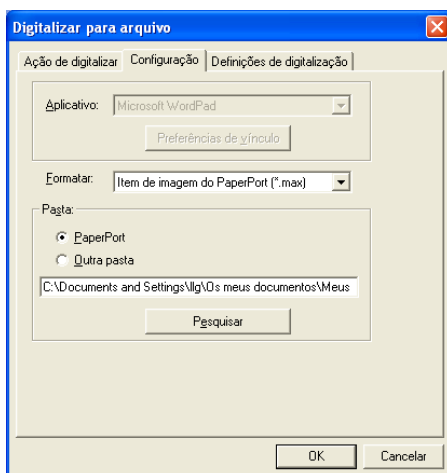 Digitalizar para arquivo
Ação de digitalizar Configuração Definições de digitalização
Aplicativo: Microsoft WordPad
Preferências de vínculo
Formatar: Item de imagem do PaperPort (*.max)
Pasta:
PaperPort
Outra pasta
C:\Documents and Settings\llg\Os meus documentos\Meus
Pesquisar
OK Cancelar